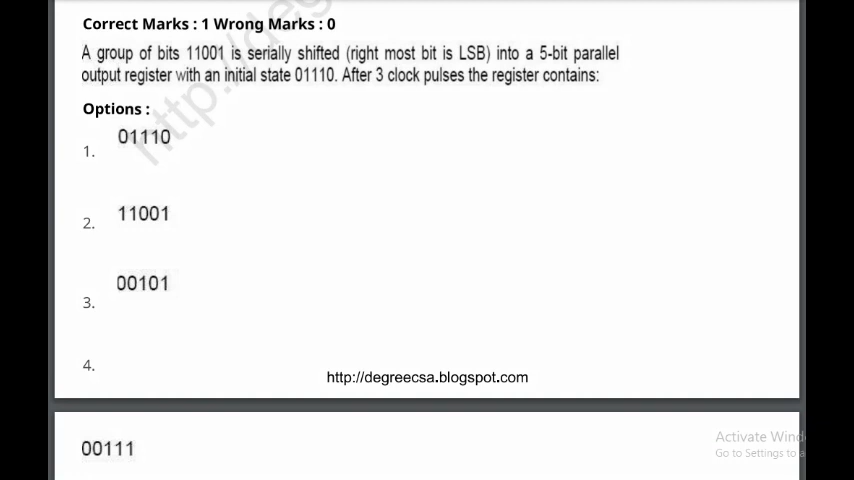 Correct Marks : 1 Wrong Marks : 0
A group of bits 11001 is serially shifted (right most bit is LSB) into a 5-bit parallel
output register with an initial state 01110. After 3 clock pulses the register contains:
Options :
01110
1.
11001
2.
00101
3.
4.
http://degreecsa.blogspot.com
00111
Activate Wind
Go to Settings to a
http://deg